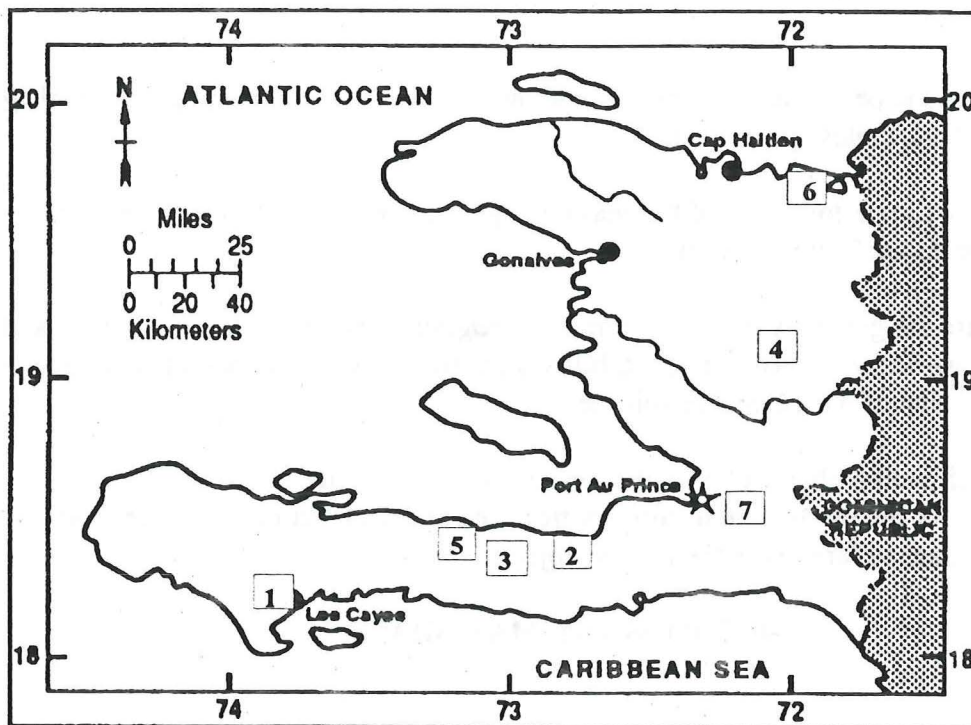 74 73 72
20 20
N
ATLANTIC OCEAN
Cap Haitien
6
Miles
0 25
0 20 40
Kilometers
Gonaives
4
19 19
Port Au Prince
7
DOMINICAN
REPUBLIC
5 3 2
1
Les Cayes
18 18
CARIBBEAN SEA
74 73 72